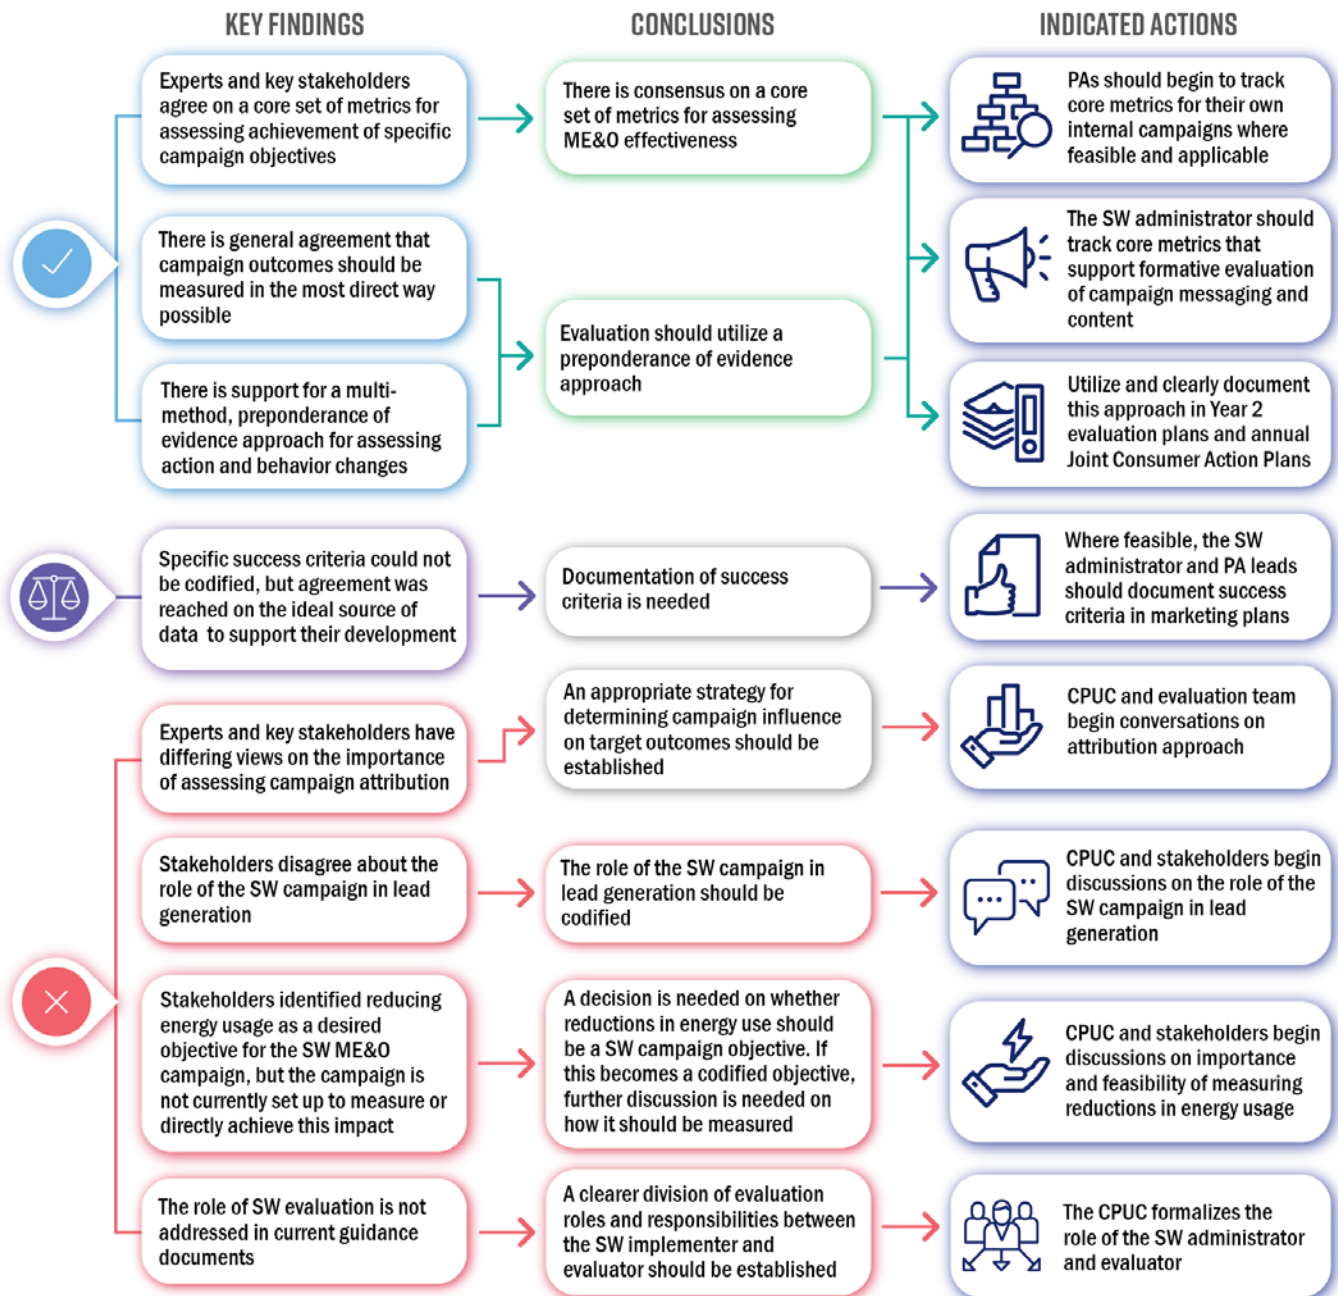 KEY FINDINGS
CONCLUSIONS
INDICATED ACTIONS
Experts and key stakeholders
agree on a core set of metrics for
assessing achievement of specific
campaign objectives
There is consensus on a core
set of metrics for assessing
ME&O effectiveness
PAs should begin to track
core metrics for their own
internal campaigns where
feasible and applicable
There is general agreement that
campaign outcomes should be
measured in the most direct way
possible
The SW administrator should
track core metrics that
support formative evaluation
of campaign messaging and
content
Evaluation should utilize a
preponderance of evidence
approach
There is support for a multi-
method, preponderance of
evidence approach for assessing
action and behavior changes
Utilize and clearly document
this approach in Year 2
evaluation plans and annual
Joint Consumer Action Plans
Specific success criteria could not
be codified, but agreement was
reached on the ideal source of
data to support their development
Documentation of success
criteria is needed
Where feasible, the SW
administrator and PA leads
should document success
criteria in marketing plans
Experts and key stakeholders have
differing views on the importance
of assessing campaign attribution
An appropriate strategy for
determining campaign influence
on target outcomes should be
established
CPUC and evaluation team
begin conversations on
attribution approach
Stakeholders disagree about the
role of the SW campaign in lead
generation
The role of the SW campaign in
lead generation should be
codified
CPUC and stakeholders begin
discussions on the role of the
SW campaign in lead
generation
Stakeholders identified reducing
energy usage as a desired
objective for the SW ME&O
campaign, but the campaign is
not currently set up to measure or
directly achieve this impact
A decision is needed on whether
reductions in energy use should
be a SW campaign objective. If
this becomes a codified objective,
further discussion is needed on
how it should be measured
CPUC and stakeholders begin
discussions on importance
and feasibility of measuring
reductions in energy usage
The role of SW evaluation is not
addressed in current guidance
documents
A clearer division of evaluation
roles and responsibilities between
the SW implementer and
evaluator should be established
The CPUC formalizes the
role of the SW administrator
and evaluator